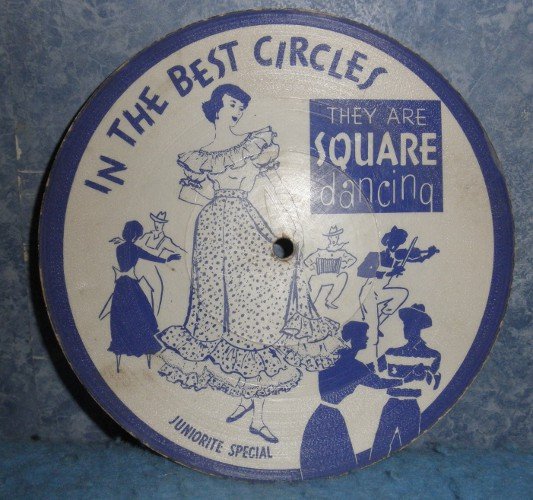 IN THE BEST CIRCLES
THEY ARE
SQUARE
dancing
JUNIORITE SPECIAL